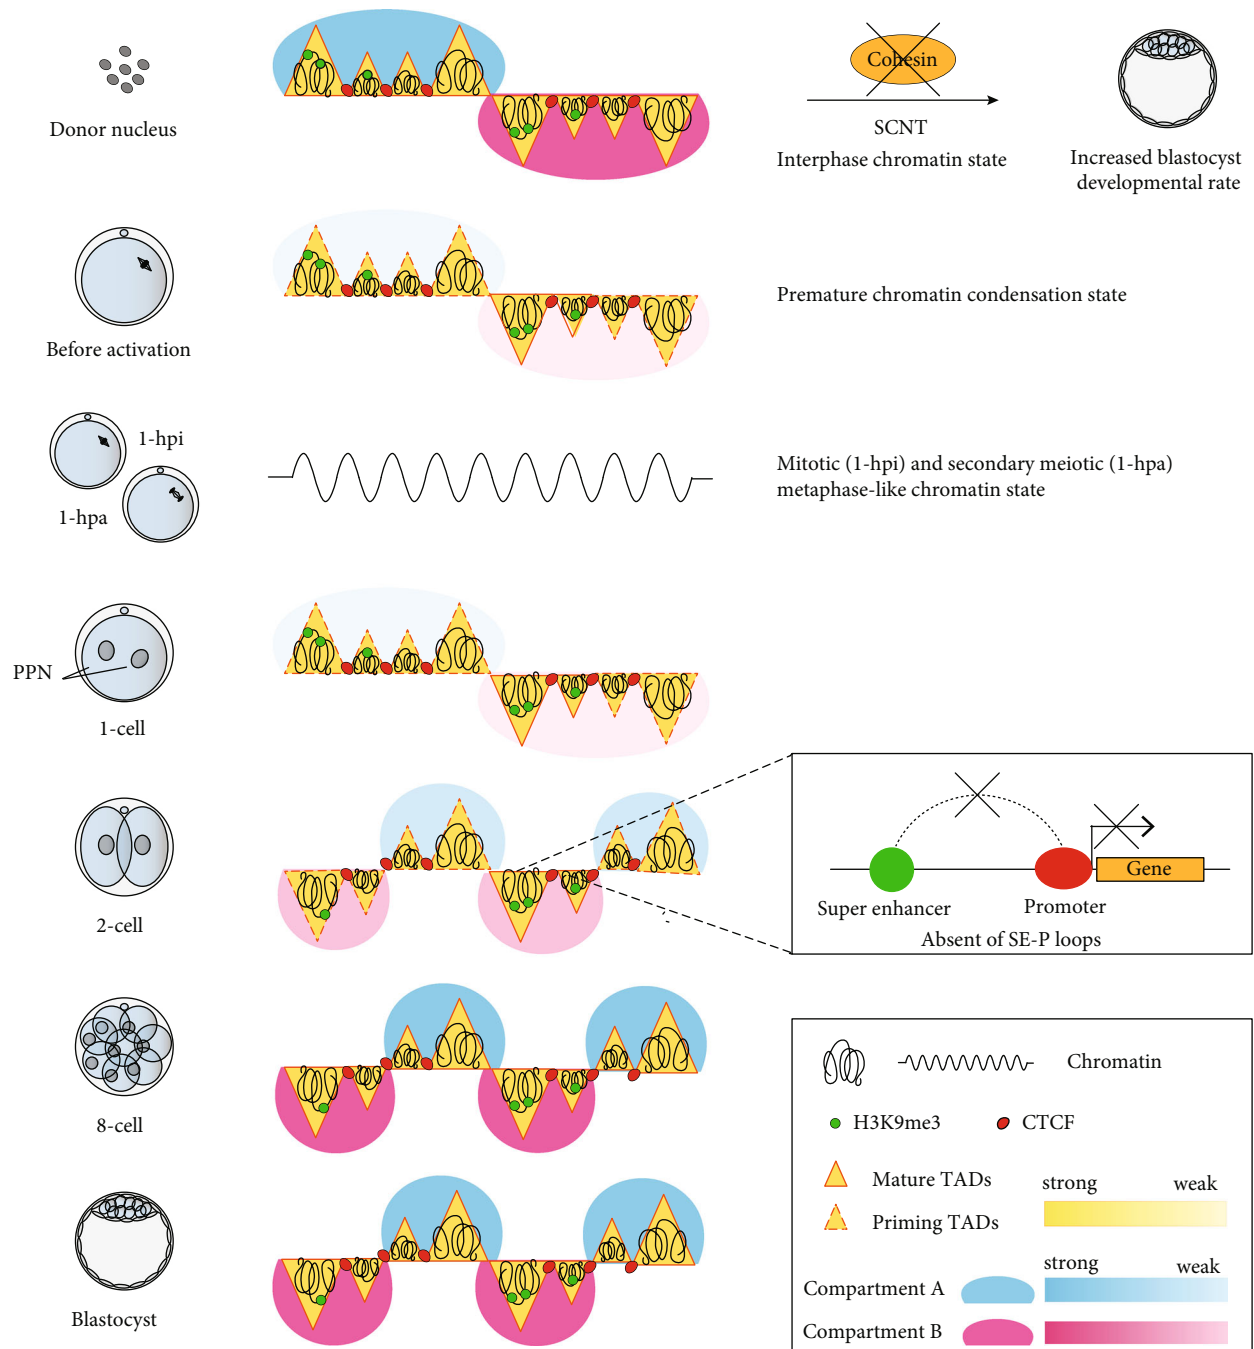 Donor nucleus
Cohesin
SCNT
Interphase chromatin state
Increased blastocyst
developmental rate
Before activation
Premature chromatin condensation state
1-hpi
1-hpa
Mitotic (1-hpi) and secondary meiotic (1-hpa)
metaphase-like chromatin state
PPN
1-cell
2-cell
Gene
Super enhancer
Promoter
Absent of SE-P loops
8-cell
Chromatin
H3K9me3
CTCF
Mature TADs
strong
weak
Priming TADs
Blastocyst
strong
weak
Compartment A
Compartment B